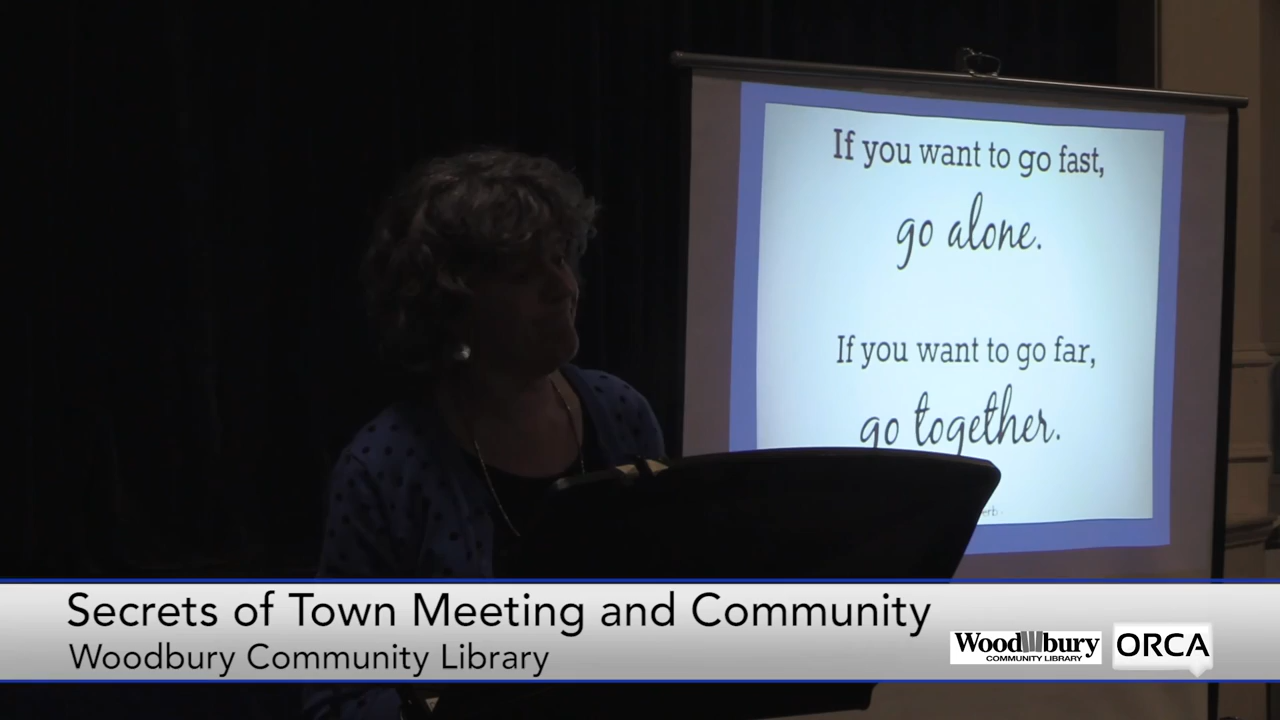 If you want to go fast,
go alone.
If you want to go far,
go together.
Secrets of Town Meeting and Community
Woodbury Community Library
Woodbury
COMMUNITY LIBRARY
ORCA